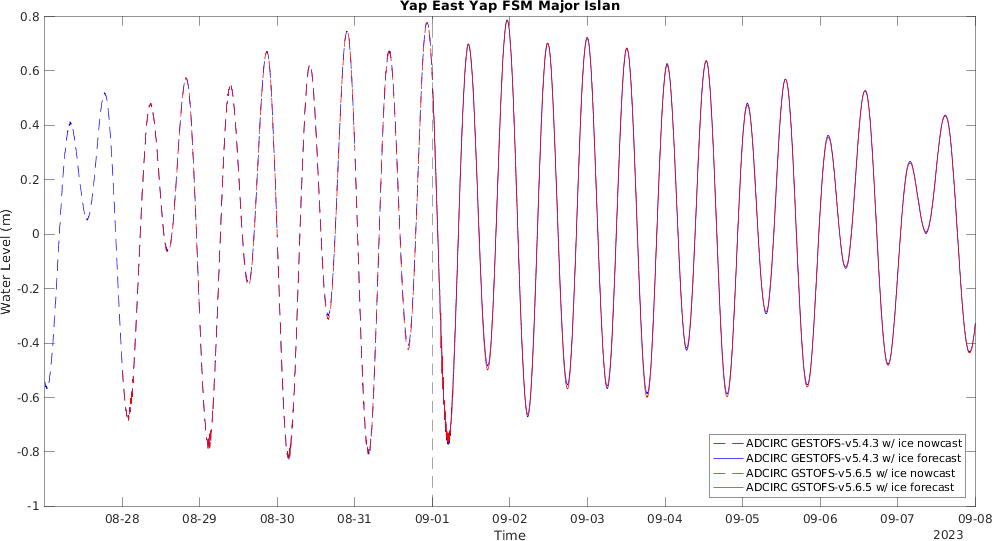 Yap East Yap FSM Major Islan
0.8
0.6
0.4
0.2
0
-0.2
-0.4
-0.6
-0.8
-1
Water Level (m)
ADCIRC GESTOFS-v5.4.3 w/ ice nowcast
ADCIRC GESTOFS-v5.4.3 w/ ice forecast
ADCIRC GSTOFS-v5.6.5 w/ ice nowcast
ADCIRC GSTOFS-v5.6.5 w/ ice forecast
08-28 08-29 08-30 08-31 09-01 09-02 09-03 09-04 09-05 09-06 09-07 09-08
Time
2023